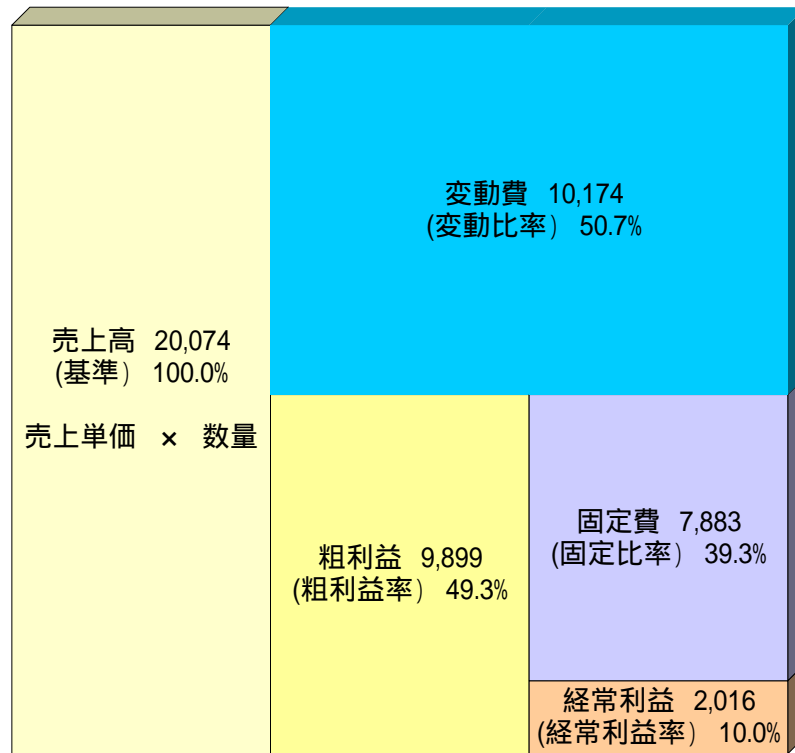 売上高 20,074
(基準) 100.0%
売上単価 × 数量
変動費 10,174
(変動比率) 50.7%
粗利益 9,899
(粗利益率) 49.3%
固定費 7,883
(固定比率) 39.3%
経常利益 2,016
(経常利益率) 10.0%